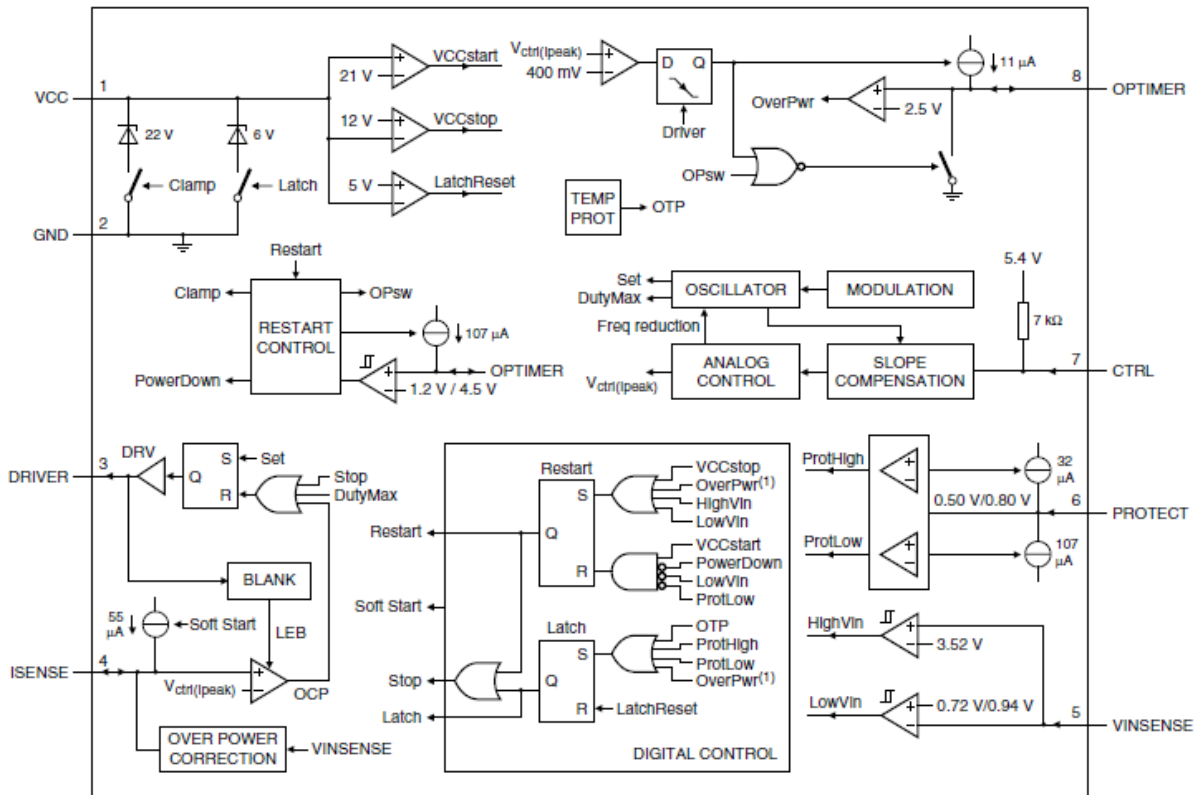 VCC
1
22 V
6 V
Clamp
Latch
GND
2
21 V
VCCstart
12 V
VCCstop
5 V
LatchReset
Vctrl(Ipeak)
400 mV
D
Q
Driver
11 μA
8
OPTIMER
OverPwr
2.5 V
OPsw
TEMP
PROT
OTP
Restart
Clamp
OPsw
RESTART
CONTROL
107 μA
PowerDown
OPTIMER
1.2 V / 4.5 V
Set
DutyMax
OSCILLATOR
MODULATION
Freq reduction
5.4 V
7 kΩ
Vctrl(Ipeak)
ANALOG
CONTROL
SLOPE
COMPENSATION
7
CTRL
DRIVER
3
DRV
Q
S
R
Set
Stop
DutyMax
BLANK
LEB
55
μA
Soft Start
ISENSE
4
Vctrl(Ipeak)
OCP
OVER POWER
CORRECTION
VINSENSE
Restart
S
Q
R
VCCstop
OverPwr(1)
HighVin
LowVin
VCCstart
PowerDown
LowVin
ProtLow
Restart
Soft Start
Latch
S
Q
R
OTP
ProtHigh
ProtLow
OverPwr(1)
LatchReset
Stop
Latch
DIGITAL CONTROL
ProtHigh
ProtLow
0.50 V/0.80 V
32
μA
6
PROTECT
107
μA
HighVin
3.52 V
LowVin
0.72 V/0.94 V
5
VINSENSE